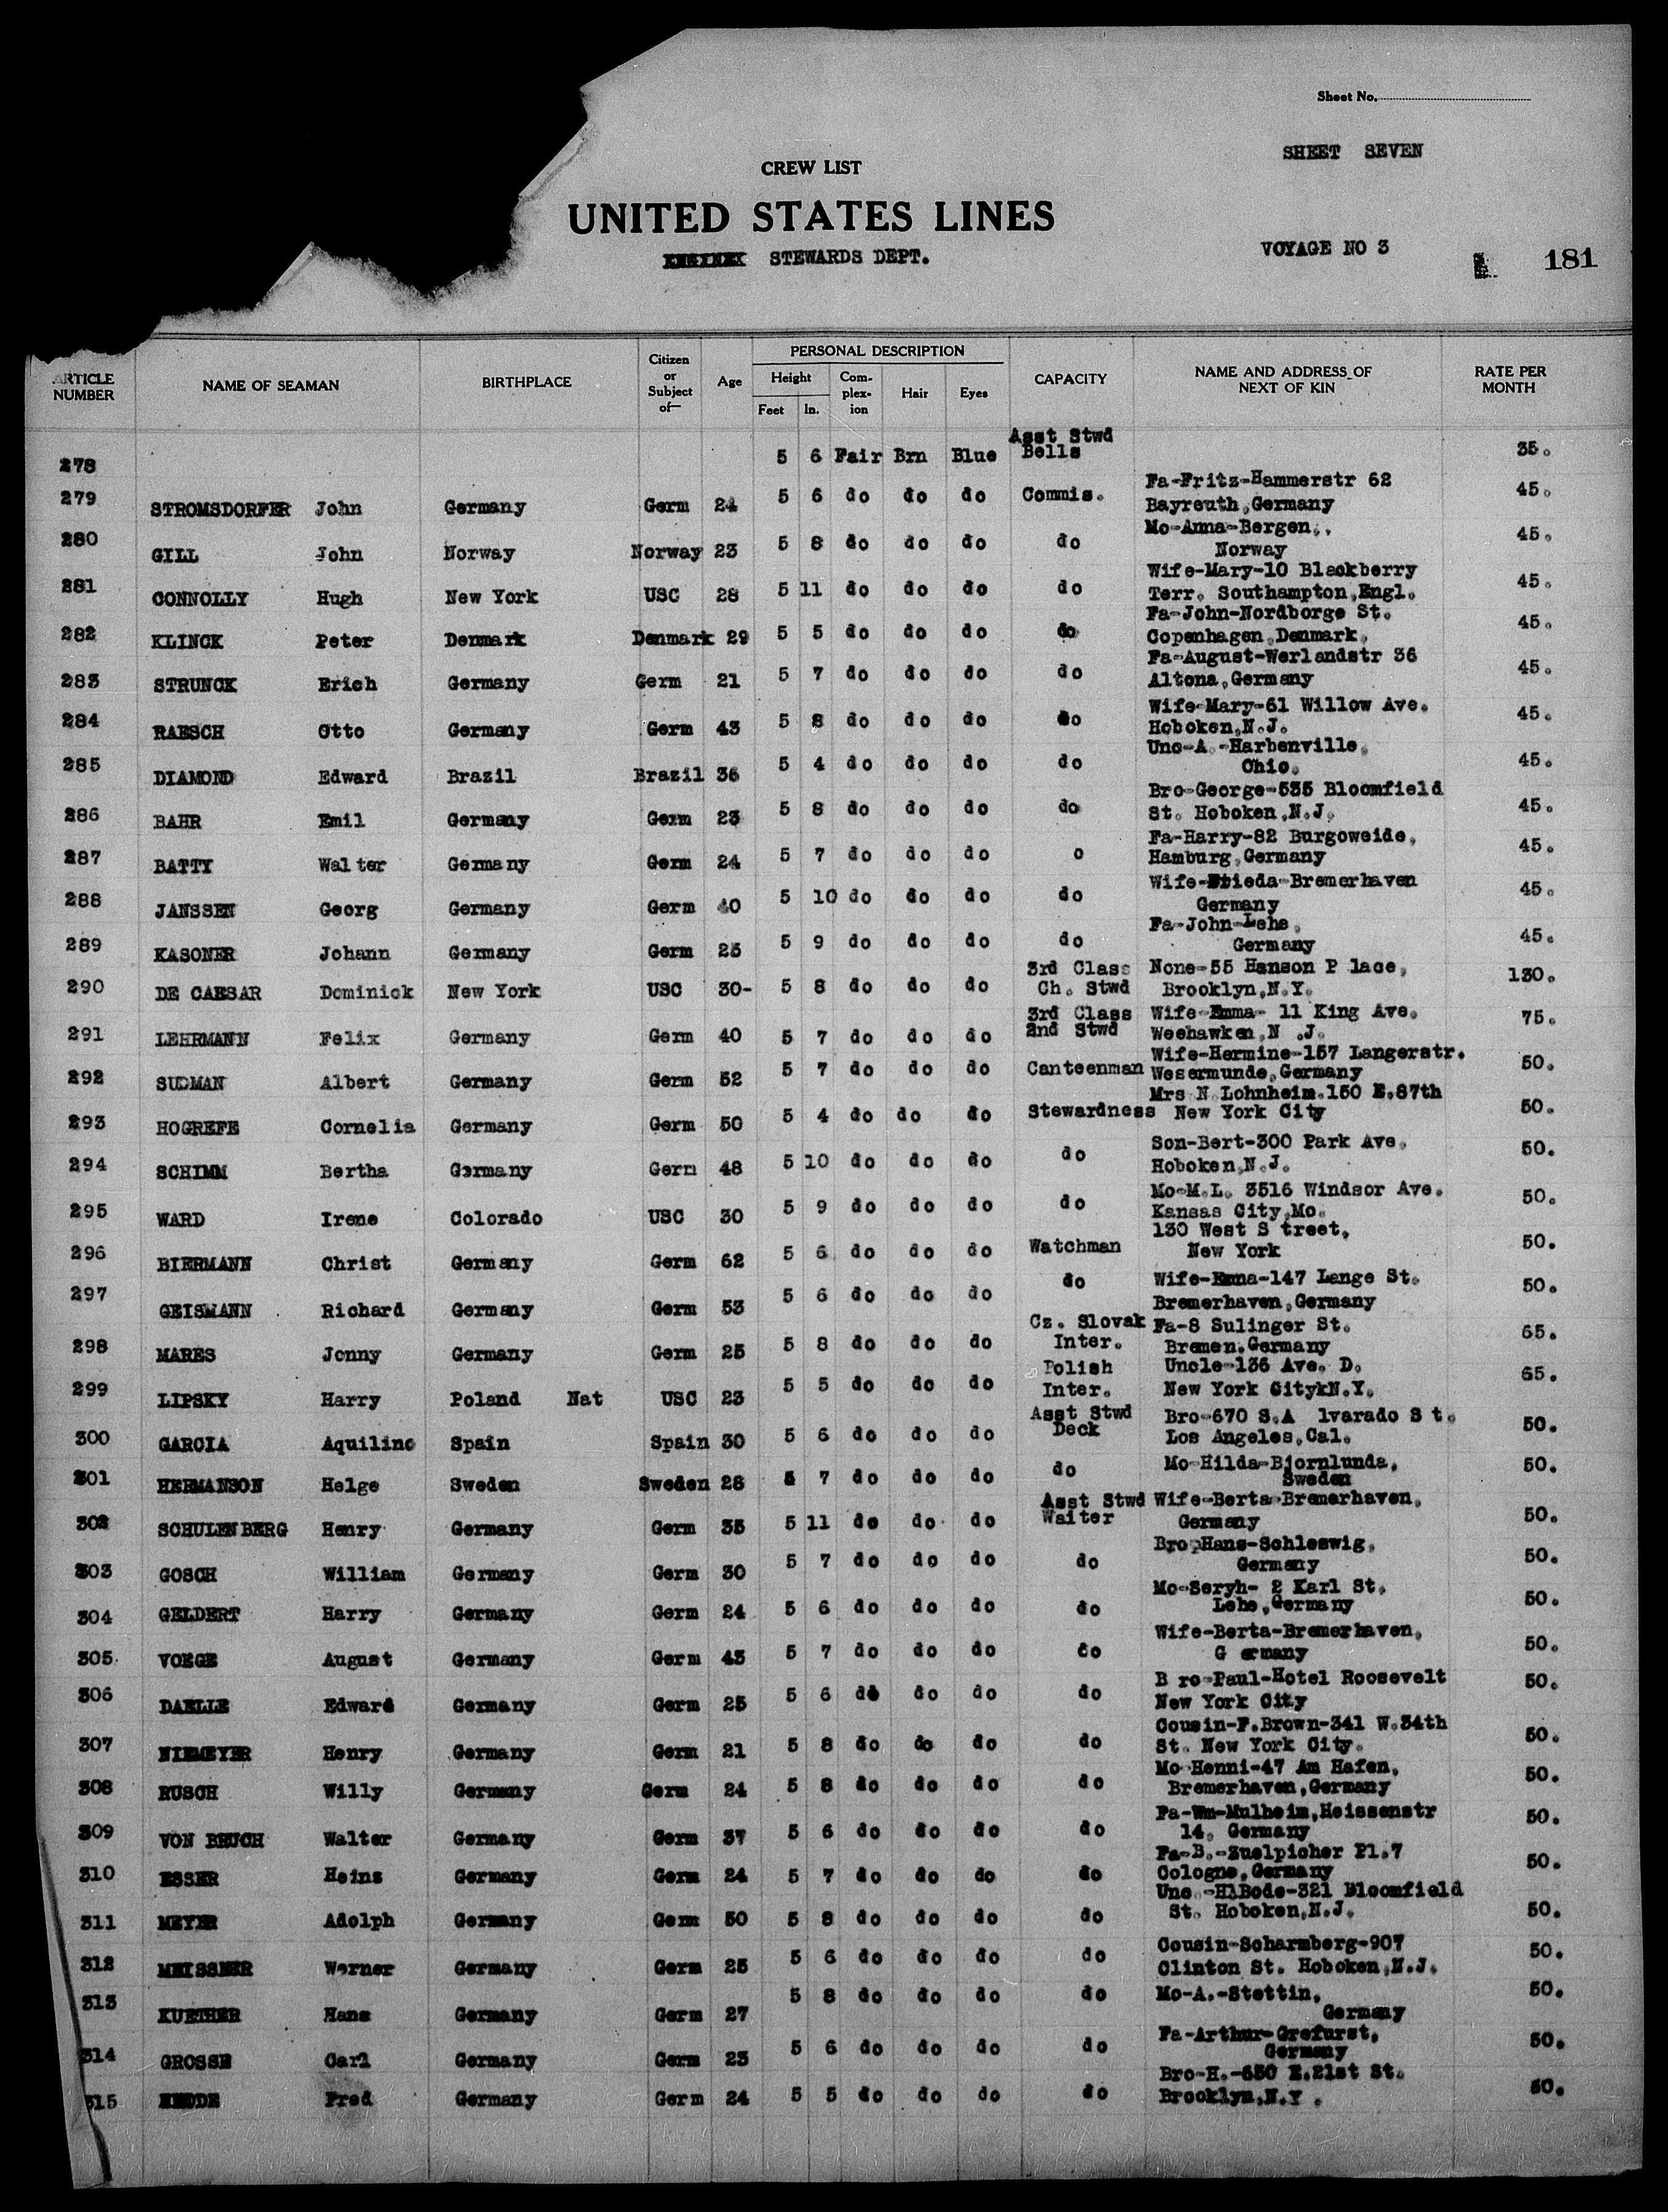 Sheet No.
SHEET SEVEN
CREW LIST
UNITED STATES LINES
STEWARDS DEPT.
VOYAGE NO 3
181
ARTICLE NUMBER NAME OF SEAMAN BIRTHPLACE Citizen or Subject of— Age PERSONAL DESCRIPTION Height Feet In. Com-plex-ion Hair Eyes CAPACITY NAME AND ADDRESS OF NEXT OF KIN RATE PER MONTH
278 5 6 Fair Brn Blue Asst Stwd Bells 35.
279 STROMSDORFER John Germany Germ 24 5 6 do do do Commis. Fa-Fritz-Hammerstr 62 Bayreuth,Germany 45.
280 GILL John Norway Norway 23 5 8 do do do do Mo-Anna-Bergen,. Norway 45.
281 CONNOLLY Hugh New York USC 28 5 11 do do do do Wife-Mary-10 Blackberry Terr. Southampton,Engl. 45.
282 KLINCK Peter Denmark Denmark 29 5 5 do do do do Fa-John-Nordborge St. Copenhagen,Denmark, 45.
283 STRUNCK Erich Germany Germ 21 5 7 do do do do Fa-August-Werlandstr 36 Altona,Germany 45.
284 RAESCH Otto Germany Germ 43 5 8 do do do do Wife-Mary-61 Willow Ave. Hoboken,N.J. 45.
285 DIAMOND Edward Brazil Brazil 36 5 4 do do do do Unc-A.-Harbenville, Ohio. 45.
286 BAHR Emil Germany Germ 23 5 8 do do do do Bro-George-535 Bloomfield St. Hoboken,N.J. 45.
287 BATTY Walter Germany Germ 24 5 7 do do do o Fa-Harry-82 Burgoweide, Hamburg,Germany 45.
288 JANSSEN Georg Germany Germ 40 5 10 do do do do Wife-Frieda-Bremerhaven Germany 45.
289 KASONER Johann Germany Germ 25 5 9 do do do do Fa-John-Lehe, Germany 45.
290 DE CAESAR Dominick New York USC 30- 5 8 do do do 3rd Class Ch. Stwd None-55 Hanson P lace, Brooklyn,N.Y. 130.
291 LEHRMANN Felix Germany Germ 40 5 7 do do do 3rd Class 2nd Stwd Wife-Emma- 11 King Ave. Weehawken,N .J. 75.
292 SUDMAN Albert Germany Germ 52 5 7 do do do Canteenman Wife-Hermine-157 Langerstr. Wesermunde,Germany 50.
293 HOGREFE Cornelia Germany Germ 50 5 4 do do do Stewardness Mrs N Lohnheim.150 E.87th New York City 50.
294 SCHIMM Bertha Germany Germ 48 5 10 do do do do Son-Bert-300 Park Ave. Hoboken,N.J. 50.
295 WARD Irene Colorado USC 30 5 9 do do do do Mo-M.L. 3516 Windsor Ave. Kansas City,Mo. 50.
296 BIERMANN Christ Germany Germ 62 5 6 do do do Watchman 130 West S treet, New York 50.
297 GEISMANN Richard Germany Germ 53 5 6 do do do do Wife-Emna-147 Lange St. Bremerhaven,Germany 50.
298 MARES Jenny Germany Germ 25 5 8 do do do Cz. Slovak Inter. Fa-8 Sulinger St. Bremen.Germany 65.
299 LIPSKY Harry Poland Nat USC 23 5 5 do do do Polish Inter. Uncle-136 Ave. D. New York CitykN.Y. 65.
300 GARCIA Aquilino Spain Spain 30 5 6 do do do Asst Stwd Deck Bro-670 S.A lvarado S t. Los Angeles,Cal. 50.
301 HERMANSON Helge Sweden Sweden 28 5 7 do do do do Mo-Hilda-Bjornlunda, Sweden 50.
302 SCHULENBERG Henry Germany Germ 35 5 11 do do do Asst Stwd Waiter Wife-Berta-Bremerhaven, Germany 50.
303 GOSCH William Germany Germ 30 5 7 do do do do Bro-Hans-Schleswig, Germany 50.
304 GELDERT Harry Germany Germ 24 5 6 do do do do Mo-Seryh- 2 Karl St. Lehe,Germany 50.
305 VOEGE August Germany Germ 43 5 7 do do do do Wife-Berta-Bremerhaven, G ermany 50.
306 DAELLE Edward Germany Germ 25 5 6 do do do do B ro-Paul-Hotel Roosevelt New York City 50.
307 NIEMEYER Henry Germany Germ 21 5 8 do do do do Cousin-F.Brown-341 W.34th St. New York City. 50.
308 RUSCH Willy Germany Germ 24 5 8 do do do do Mo-Henni-47 Am Hafen, Bremerhaven,Germany 50.
309 VON BRUCH Walter Germany Germ 37 5 6 do do do do Fa-Wm-Mulheim,Heissenstr 14, Germany 50.
310 ESSER Heinz Germany Germ 24 5 7 do do do do Fa-B.-Zuelpicher Pl.7 Cologne,Germany 50.
311 MEYER Adolph Germany Germ 50 5 8 do do do do Unc.-H.Bode-321 Bloomfield St. Hoboken,N.J. 50.
312 MEISSNER Werner Germany Germ 25 5 6 do do do do Cousin-Scharmberg-907 Clinton St. Hoboken,N.J. 50.
313 KUETHER Hans Germany Germ 27 5 8 do do do do Mo-A.-Stettin, Germany 50.
314 GROSSE Carl Germany Germ 23 5 6 do do do do Fa-Arthur-Grefurst, Germany 50.
315 Fred Germany Germ 24 5 5 do do do do Bro-H.-650 E.21st St. Brooklyn,N.Y . 50.